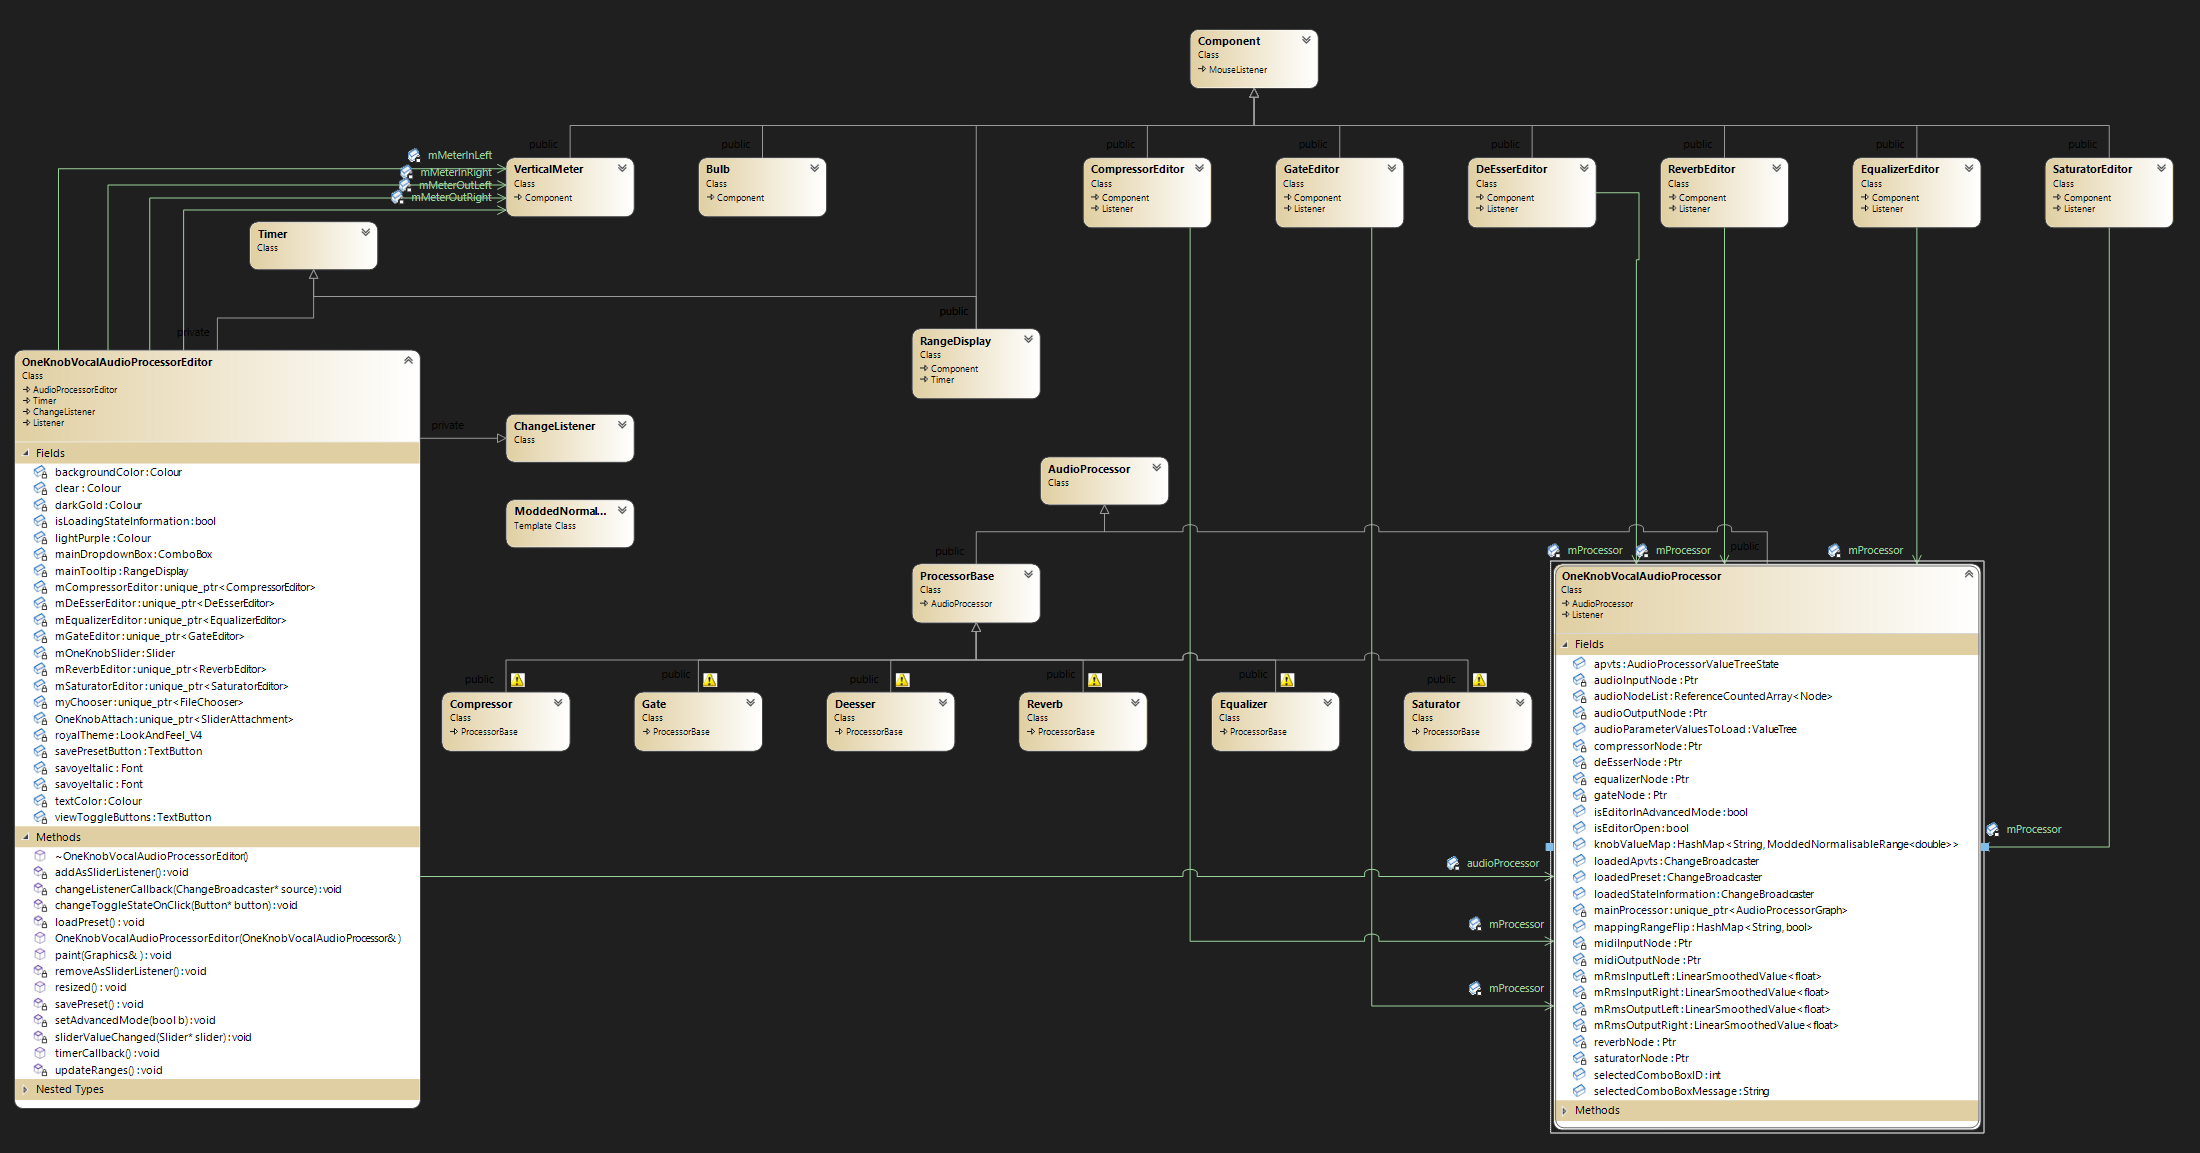 Component
Class
MouseListener
public
public
public
public
public
public
public
public
mMeterInLeft
mMeterInRight
mMeterOutLeft
mMeterOutRight
VerticalMeter
Class
Component
Bulb
Class
Component
CompressorEditor
Class
Component
Listener
GateEditor
Class
Component
Listener
DeEsserEditor
Class
Component
Listener
ReverbEditor
Class
Component
Listener
EqualizerEditor
Class
Component
Listener
SaturatorEditor
Class
Component
Listener
Timer
Class
private
public
RangeDisplay
Class
Component
Timer
OneKnobVocalAudioProcessorEditor
Class
AudioProcessorEditor
Timer
ChangeListener
Listener
Fields
backgroundColor : Colour
clear : Colour
darkGold : Colour
isLoadingStateInformation : bool
lightPurple : Colour
mainDropdownBox : ComboBox
mainTooltip : RangeDisplay
mCompressorEditor : unique_ptr<CompressorEditor>
mDeEsserEditor : unique_ptr<DeEsserEditor>
mEqualizerEditor : unique_ptr<EqualizerEditor>
mGateEditor : unique_ptr<GateEditor>
mOneKnobSlider : Slider
mReverbEditor : unique_ptr<ReverbEditor>
mSaturatorEditor : unique_ptr<SaturatorEditor>
myChooser : unique_ptr<FileChooser>
OneKnobAttach : unique_ptr<SliderAttachment>
royalTheme : LookAndFeel_V4
savePresetButton : TextButton
savoyeItalic : Font
savoyeItalic : Font
textColor : Colour
viewToggleButtons : TextButton
Methods
~OneKnobVocalAudioProcessorEditor()
addAsSliderListener() : void
changeListenerCallback(ChangeBroadcaster* source) : void
changeToggleStateOnClick(Button* button) : void
loadPreset() : void
OneKnobVocalAudioProcessorEditor(OneKnobVocalAudioProcessor& )
paint(Graphics& ) : void
removeAsSliderListener() : void
resized() : void
savePreset() : void
setAdvancedMode(bool b) : void
sliderValueChanged(Slider* slider) : void
timerCallback() : void
updateRanges() : void
Nested Types
private
ChangeListener
Class
ModdedNormal...
Template Class
AudioProcessor
Class
public
public
ProcessorBase
Class
AudioProcessor
public
public
public
public
public
public
Compressor
Class
ProcessorBase
Gate
Class
ProcessorBase
Deesser
Class
ProcessorBase
Reverb
Class
ProcessorBase
Equalizer
Class
ProcessorBase
Saturator
Class
ProcessorBase
mProcessor
mProcessor
mProcessor
mProcessor
audioProcessor
mProcessor
mProcessor
OneKnobVocalAudioProcessor
Class
AudioProcessor
Listener
Fields
apvts : AudioProcessorValueTreeState
audioInputNode : Ptr
audioNodeList : ReferenceCountedArray<Node>
audioOutputNode : Ptr
audioParameterValuesToLoad : ValueTree
compressorNode : Ptr
deEsserNode : Ptr
equalizerNode : Ptr
gateNode : Ptr
isEditorInAdvancedMode : bool
isEditorOpen : bool
knobValueMap : HashMap<String, ModdedNormalisableRange<double>>
loadedApvts : ChangeBroadcaster
loadedPreset : ChangeBroadcaster
loadedStateInformation : ChangeBroadcaster
mainProcessor : unique_ptr<AudioProcessorGraph>
mappingRangeFlip : HashMap<String, bool>
midiInputNode : Ptr
midiOutputNode : Ptr
mRmsInputLeft : LinearSmoothedValue<float>
mRmsInputRight : LinearSmoothedValue<float>
mRmsOutputLeft : LinearSmoothedValue<float>
mRmsOutputRight : LinearSmoothedValue<float>
reverbNode : Ptr
saturatorNode : Ptr
selectedComboBoxID : int
selectedComboBoxMessage : String
Methods